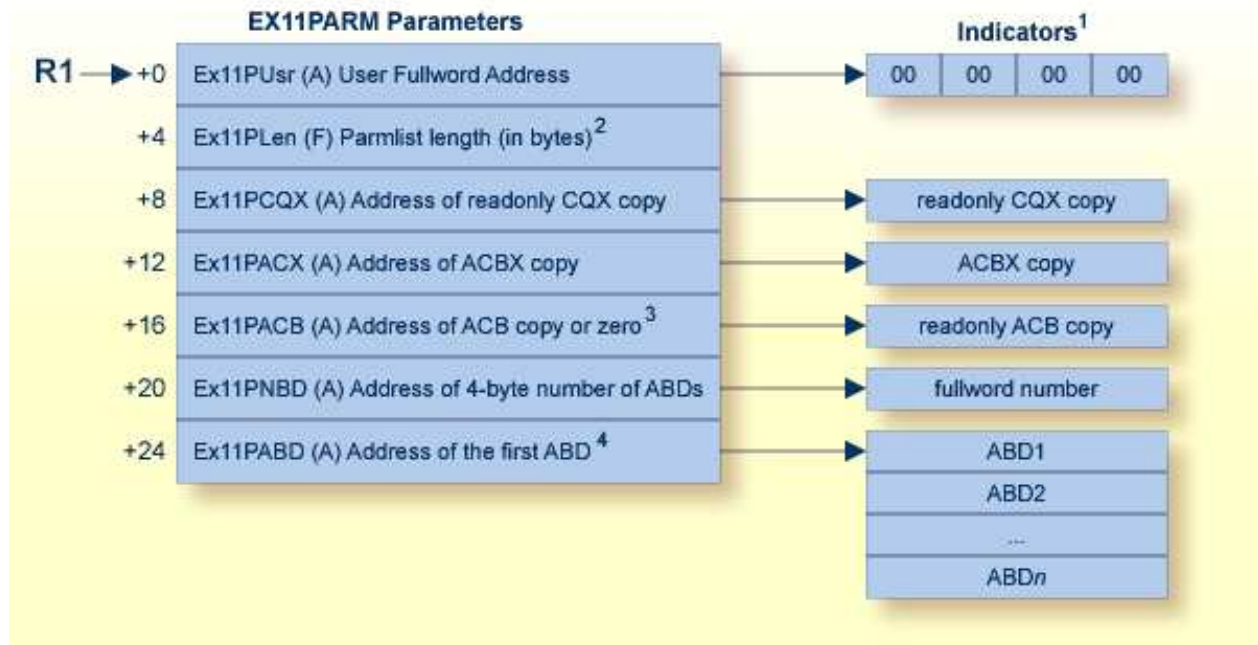 EX11PARM Parameters
Indicators1
R1 +0 Ex11PUsr (A) User Fullword Address 00 00 00 00
+4 Ex11PLen (F) Parmlist length (in bytes)2
+8 Ex11PCQX (A) Address of readonly CQX copy readonly CQX copy
+12 Ex11PACX (A) Address of ACBX copy ACBX copy
+16 Ex11PACB (A) Address of ACB copy or zero3 readonly ACB copy
+20 Ex11PNBD (A) Address of 4-byte number of ABDs fullword number
+24 Ex11PABD (A) Address of the first ABD4 ABD1
ABD2
...
ABDn